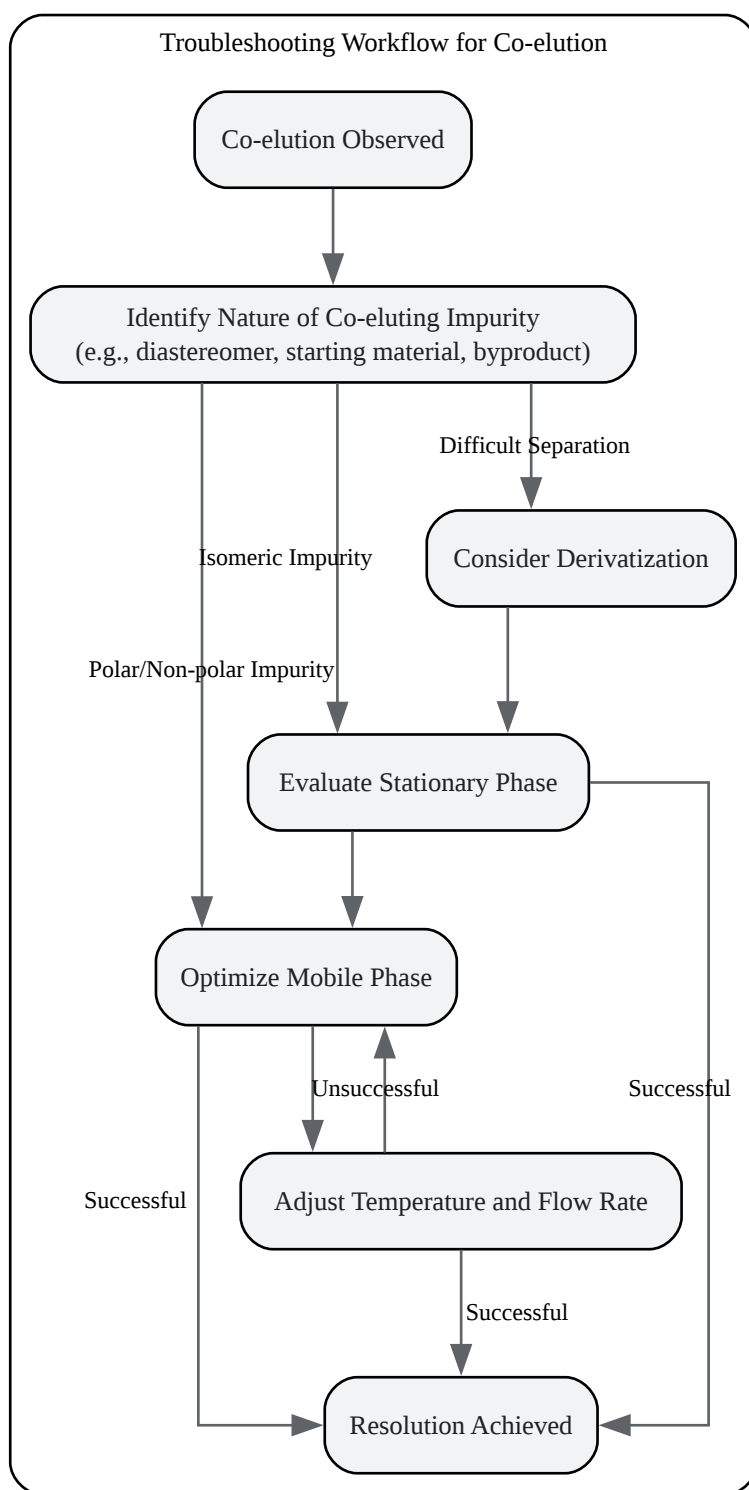 Troubleshooting Workflow for Co-elution
Co-elution Observed
Identify Nature of Co-eluting Impurity
(e.g., diastereomer, starting material, byproduct)
Difficult Separation
Isomeric Impurity
Consider Derivatization
Polar/Non-polar Impurity
Evaluate Stationary Phase
Optimize Mobile Phase
Unsuccessful
Successful
Adjust Temperature and Flow Rate
Successful
Successful
Resolution Achieved